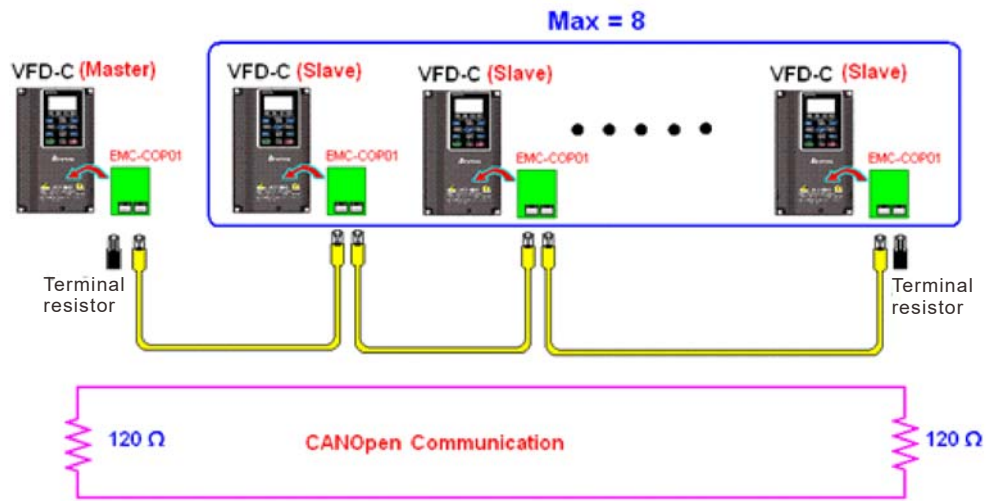 Max = 8
VFD-C (Master)
VFD-C (Slave)
VFD-C (Slave)
VFD-C (Slave)
EMC-COP01
EMC-COP01
EMC-COP01
EMC-COP01
Terminal
resistor
Terminal
resistor
120 Ω
CANOpen Communication
120 Ω